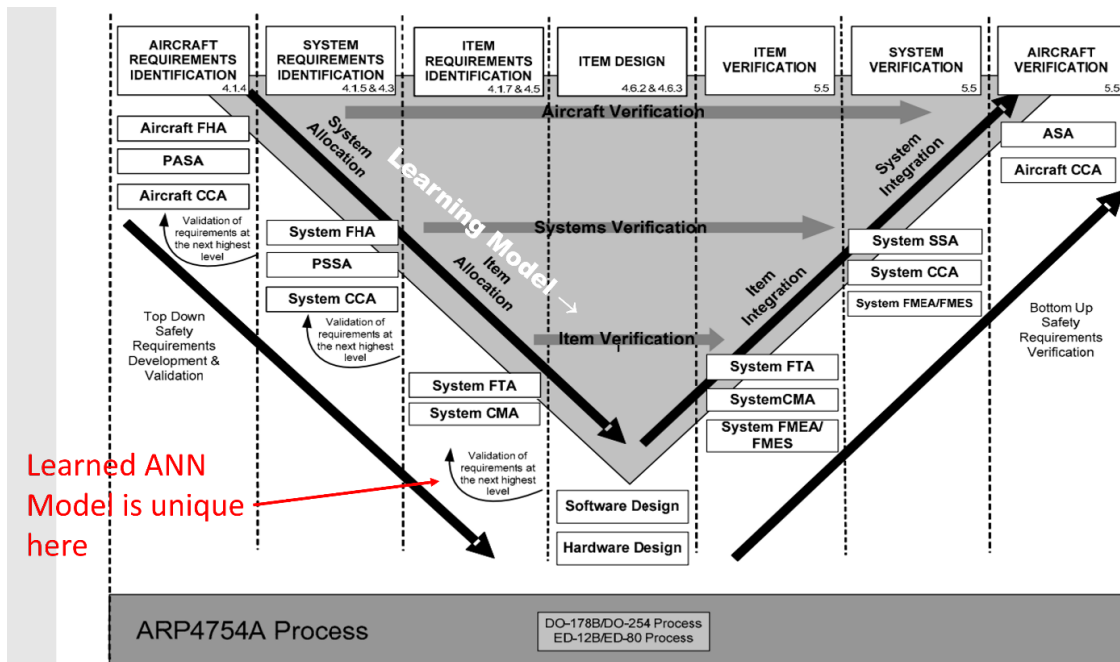 AIRCRAFT
REQUIREMENTS
IDENTIFICATION
4.1.4
SYSTEM
REQUIREMENTS
IDENTIFICATION
4.1.5 & 4.3
ITEM
REQUIREMENTS
IDENTIFICATION
4.1.7 & 4.5
ITEM DESIGN
4.6.2 & 4.6.3
ITEM
VERIFICATION
5.5
SYSTEM
VERIFICATION
5.5
AIRCRAFT
VERIFICATION
5.5
Aircraft FHA
PASA
Aircraft CCA
Validation of
requirements at
the next highest
level
System FHA
PSSA
System CCA
Validation of
requirements at
the next highest
level
System FTA
System CMA
Validation of
requirements at
the next highest
level
System
Allocation
Learning Model →
Item
Allocation
Aircraft Verification
Systems Verification
Item Verification
System
Integration
Item
Integration
Software Design
Hardware Design
System FTA
SystemCMA
System FMEA/
FMES
System SSA
System CCA
System FMEA/FMES
ASA
Aircraft CCA
Top Down
Safety
Requirements
Development &
Validation
Bottom Up
Safety
Requirements
Verification
Learned ANN
Model is unique
here
ARP4754A Process
DO-178B/DO-254 Process
ED-12B/ED-80 Process